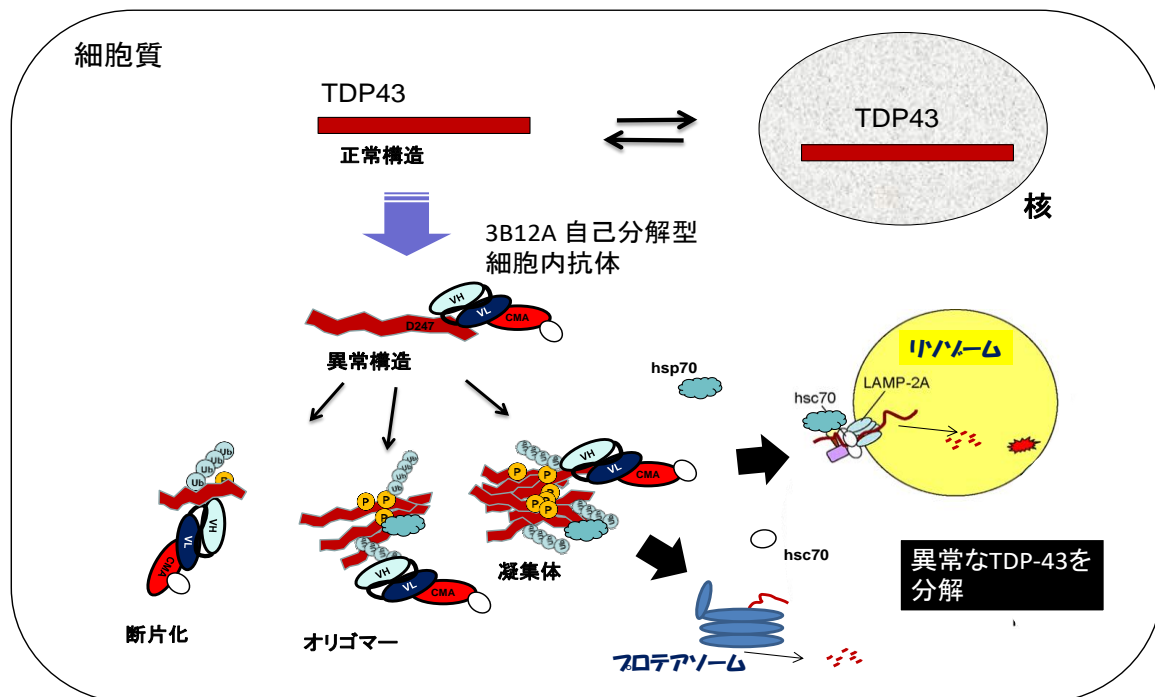 細胞質
TDP43
正常構造
TDP43
核
3B12A 自己分解型
細胞内抗体
VH
VL
CMA
D247
異常構造
hsp70
リソゾーム
LAMP-2A
hsc70
Ub
Ub
Ub
P
VH
VL
CMA
断片化
Ub
P
P
P
VH
VL
CMA
オリゴマー
P
P
P
P
P
P
VH
VL
CMA
凝集体
hsc70
異常なTDP-43を
分解
プロテアソーム